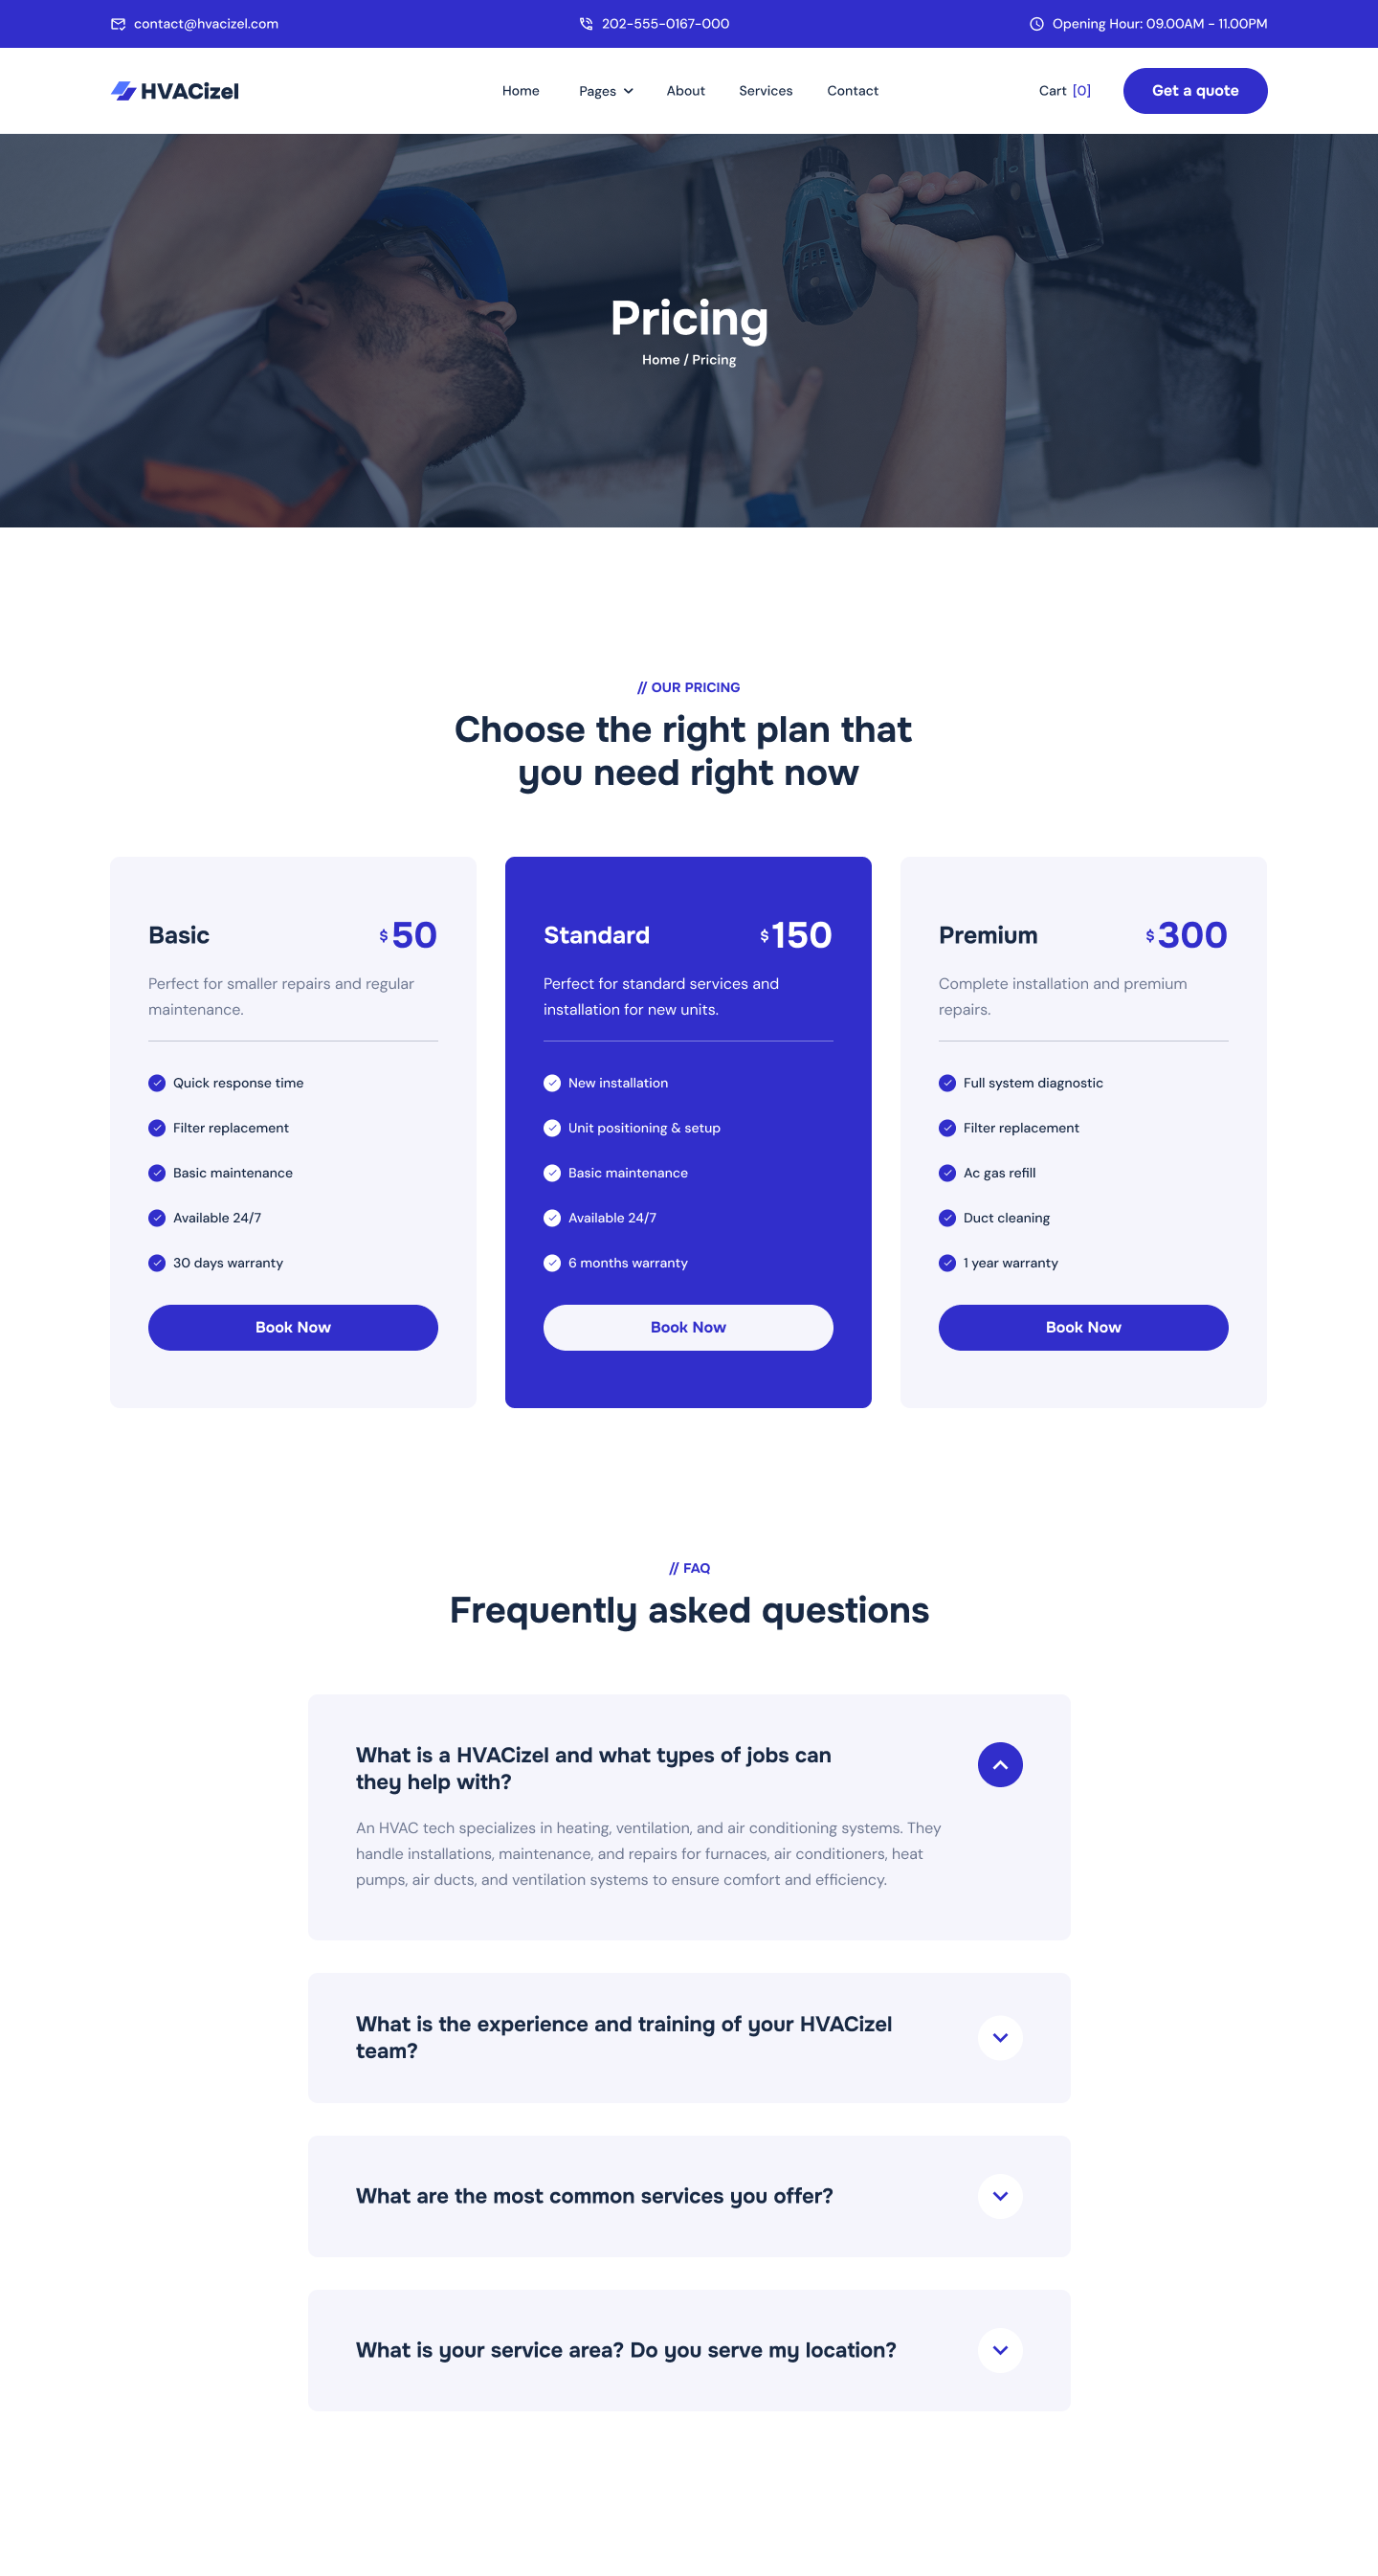 contact@hvacizel.com
202-555-0167-000
Opening Hour: 09.00AM - 11.00PM
HVACizel
Home
Pages
About
Services
Contact
Cart [0]
Get a quote
Pricing
Home / Pricing
// OUR PRICING
Choose the right plan that
you need right now
Basic
$50
Perfect for smaller repairs and regular
maintenance.
Quick response time
Filter replacement
Basic maintenance
Available 24/7
30 days warranty
Book Now
Standard
$150
Perfect for standard services and
installation for new units.
New installation
Unit positioning & setup
Basic maintenance
Available 24/7
6 months warranty
Book Now
Premium
$300
Complete installation and premium
repairs.
Full system diagnostic
Filter replacement
Ac gas refill
Duct cleaning
1 year warranty
Book Now
// FAQ
Frequently asked questions
What is a HVACizel and what types of jobs can
they help with?
An HVAC tech specializes in heating, ventilation, and air conditioning systems. They
handle installations, maintenance, and repairs for furnaces, air conditioners, heat
pumps, air ducts, and ventilation systems to ensure comfort and efficiency.
What is the experience and training of your HVACizel
team?
What are the most common services you offer?
What is your service area? Do you serve my location?